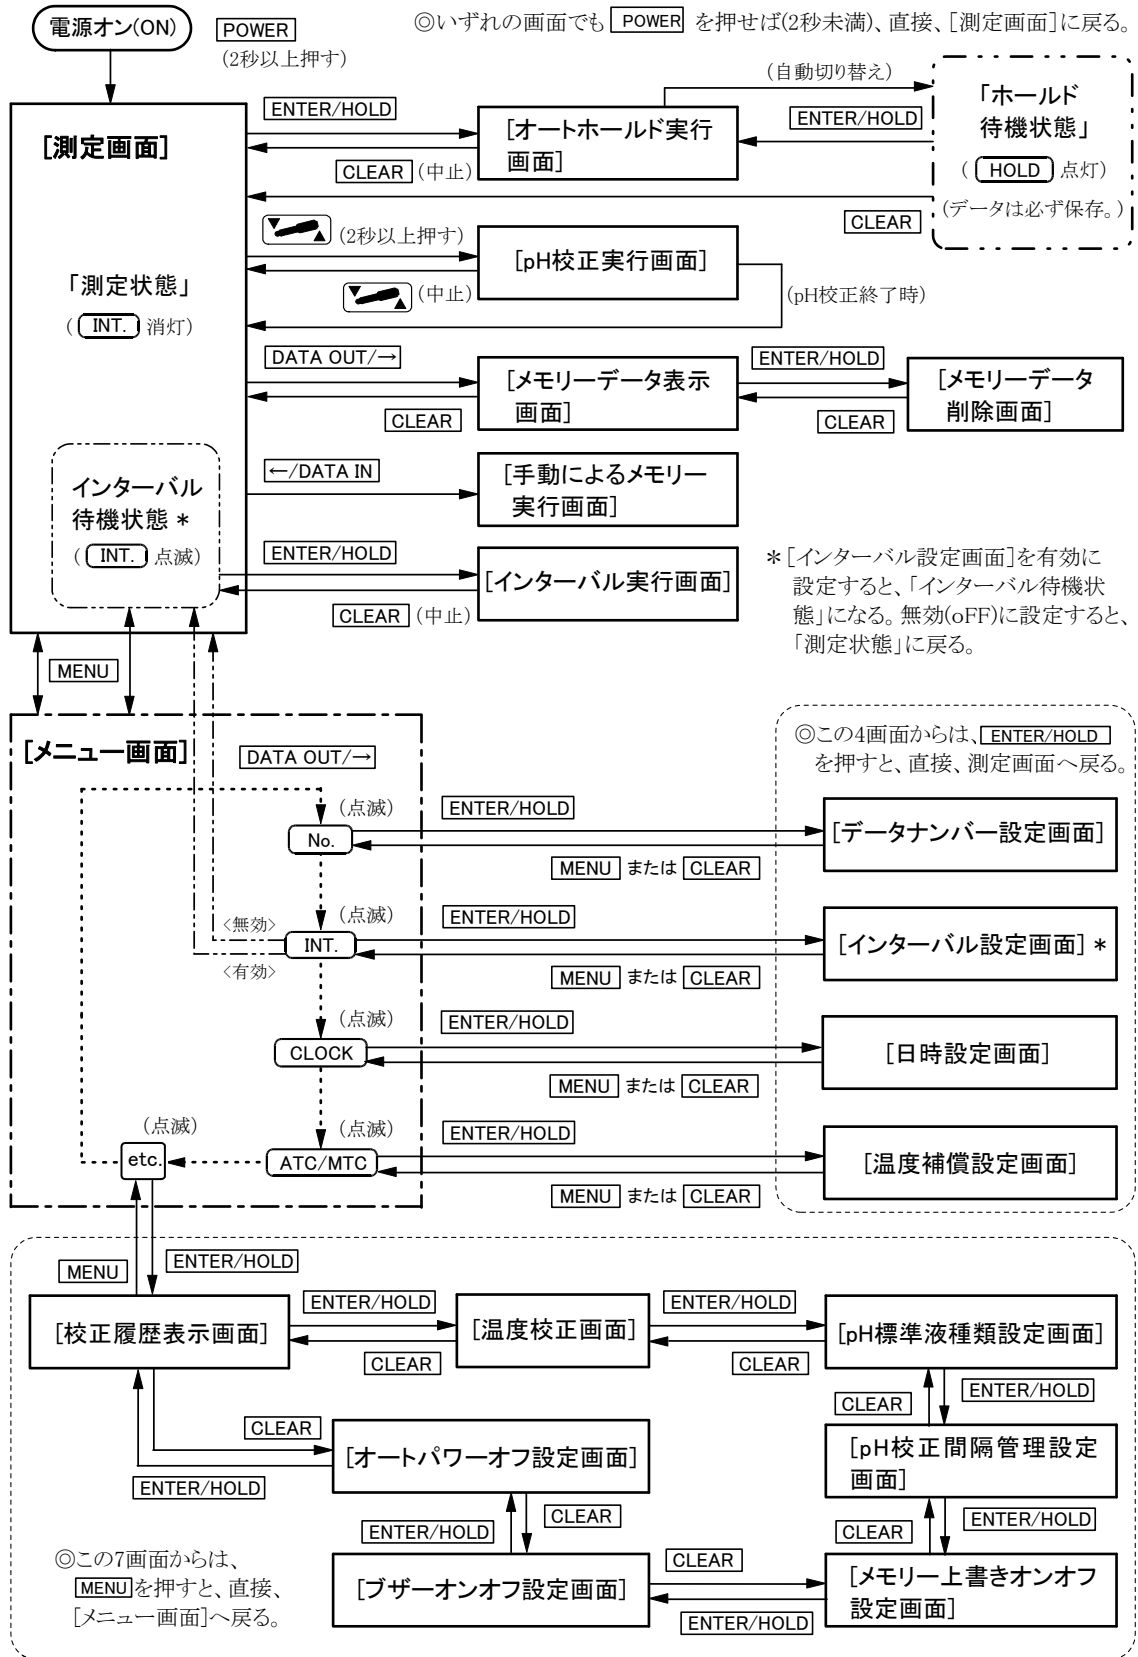 電源オン(ON)
POWER
(2秒以上押す)
◎いずれの画面でも POWER を押せば(2秒未満)、直接、[測定画面]に戻る。
[測定画面]
ENTER/HOLD
[オートホールド実行
画面]
CLEAR (中止)
(自動切り替え)
ENTER/HOLD
「ホールド
待機状態」
( HOLD 点灯)
(データは必ず保存。)
CLEAR
(2秒以上押す)
[pH校正実行画面]
(中止)
(pH校正終了時)
「測定状態」
( INT. 消灯)
DATA OUT/→
[メモリーデータ表示
画面]
CLEAR
ENTER/HOLD
[メモリーデータ
削除画面]
CLEAR
←/DATA IN
[手動によるメモリー
実行画面]
インターバル
待機状態 *
( INT. 点滅)
ENTER/HOLD
[インターバル実行画面]
CLEAR (中止)
*[インターバル設定画面]を有効に
設定すると、「インターバル待機状
態」になる。無効(oFF)に設定すると、
「測定状態」に戻る。
MENU
[メニュー画面]
DATA OUT/→
◎この4画面からは、ENTER/HOLD
を押すと、直接、測定画面へ戻る。
(点滅)
No.
ENTER/HOLD
[データナンバー設定画面]
MENU または CLEAR
(点滅)
<無効>
INT.
<有効>
ENTER/HOLD
[インターバル設定画面] *
MENU または CLEAR
(点滅)
CLOCK
ENTER/HOLD
[日時設定画面]
MENU または CLEAR
(点滅)
etc.
(点滅)
ATC/MTC
ENTER/HOLD
[温度補償設定画面]
MENU または CLEAR
MENU
ENTER/HOLD
[校正履歴表示画面]
ENTER/HOLD
CLEAR
[温度校正画面]
ENTER/HOLD
CLEAR
[pH標準液種類設定画面]
CLEAR
ENTER/HOLD
CLEAR
ENTER/HOLD
[オートパワーオフ設定画面]
[pH校正間隔管理設定
画面]
ENTER/HOLD
CLEAR
CLEAR
ENTER/HOLD
[ブザーオンオフ設定画面]
CLEAR
ENTER/HOLD
[メモリー上書きオンオフ
設定画面]
◎この7画面からは、
MENUを押すと、直接、
[メニュー画面]へ戻る。